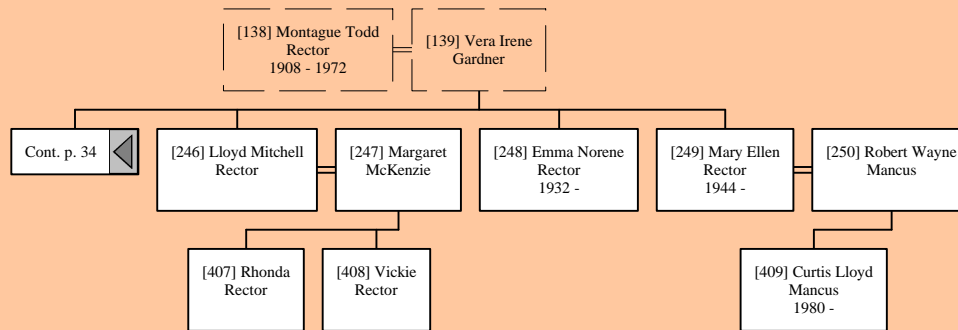 [138] Montague Todd
Rector
1908 - 1972
[139] Vera Irene
Gardner
Cont. p. 34
[246] Lloyd Mitchell
Rector
[247] Margaret
McKenzie
[248] Emma Norene
Rector
1932 -
[249] Mary Ellen
Rector
1944 -
[250] Robert Wayne
Mancus
[407] Rhonda
Rector
[408] Vickie
Rector
[409] Curtis Lloyd
Mancus
1980 -